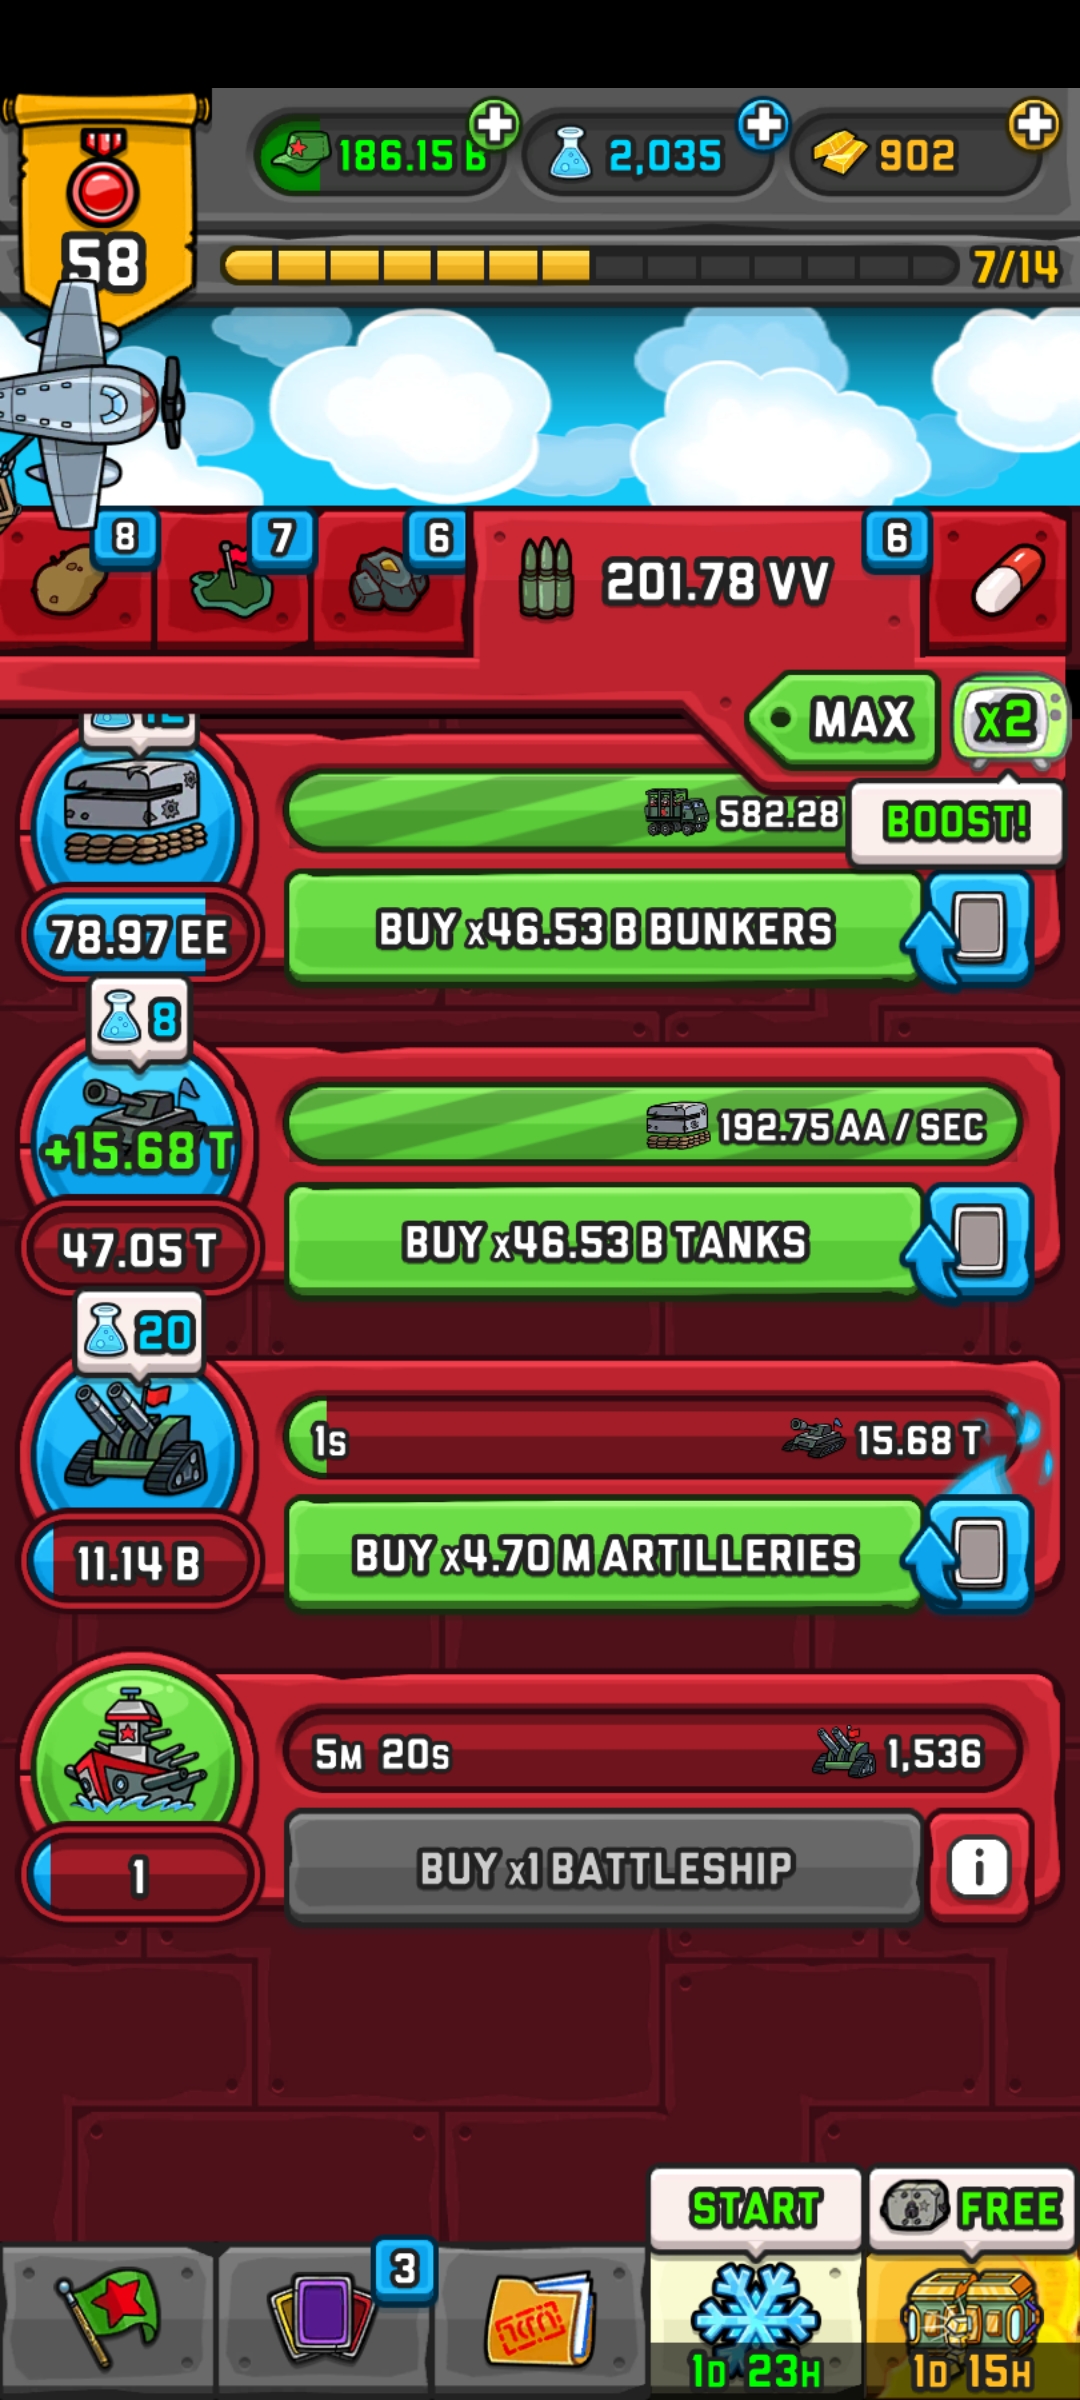 186.15 B
2,035
902
58
7/14
8
7
6
201.78 VV
6
MAX
x2
BOOST!
12
582.28
78.97 EE
BUY x46.53 B BUNKERS
8
+15.68 T
192.75 AA / SEC
47.05 T
BUY x46.53 B TANKS
20
1s
15.68 T
11.14 B
BUY x4.70 M ARTILLERIES
5M 20s
1,536
1
BUY x1 BATTLESHIP
i
START
FREE
3
1D 23H
1D 15H